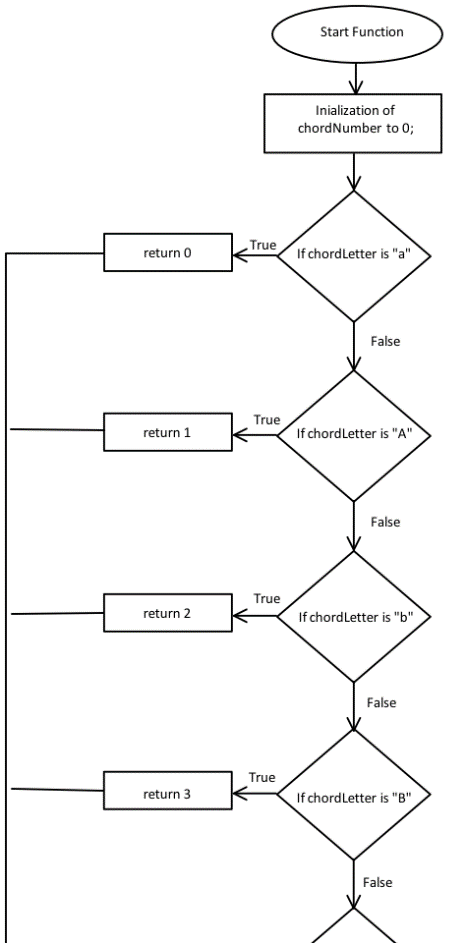 Start Function
Inialization of
chordNumber to 0;
If chordLetter is "a"
True
return 0
False
If chordLetter is "A"
True
return 1
False
If chordLetter is "b"
True
return 2
False
If chordLetter is "B"
True
return 3
False